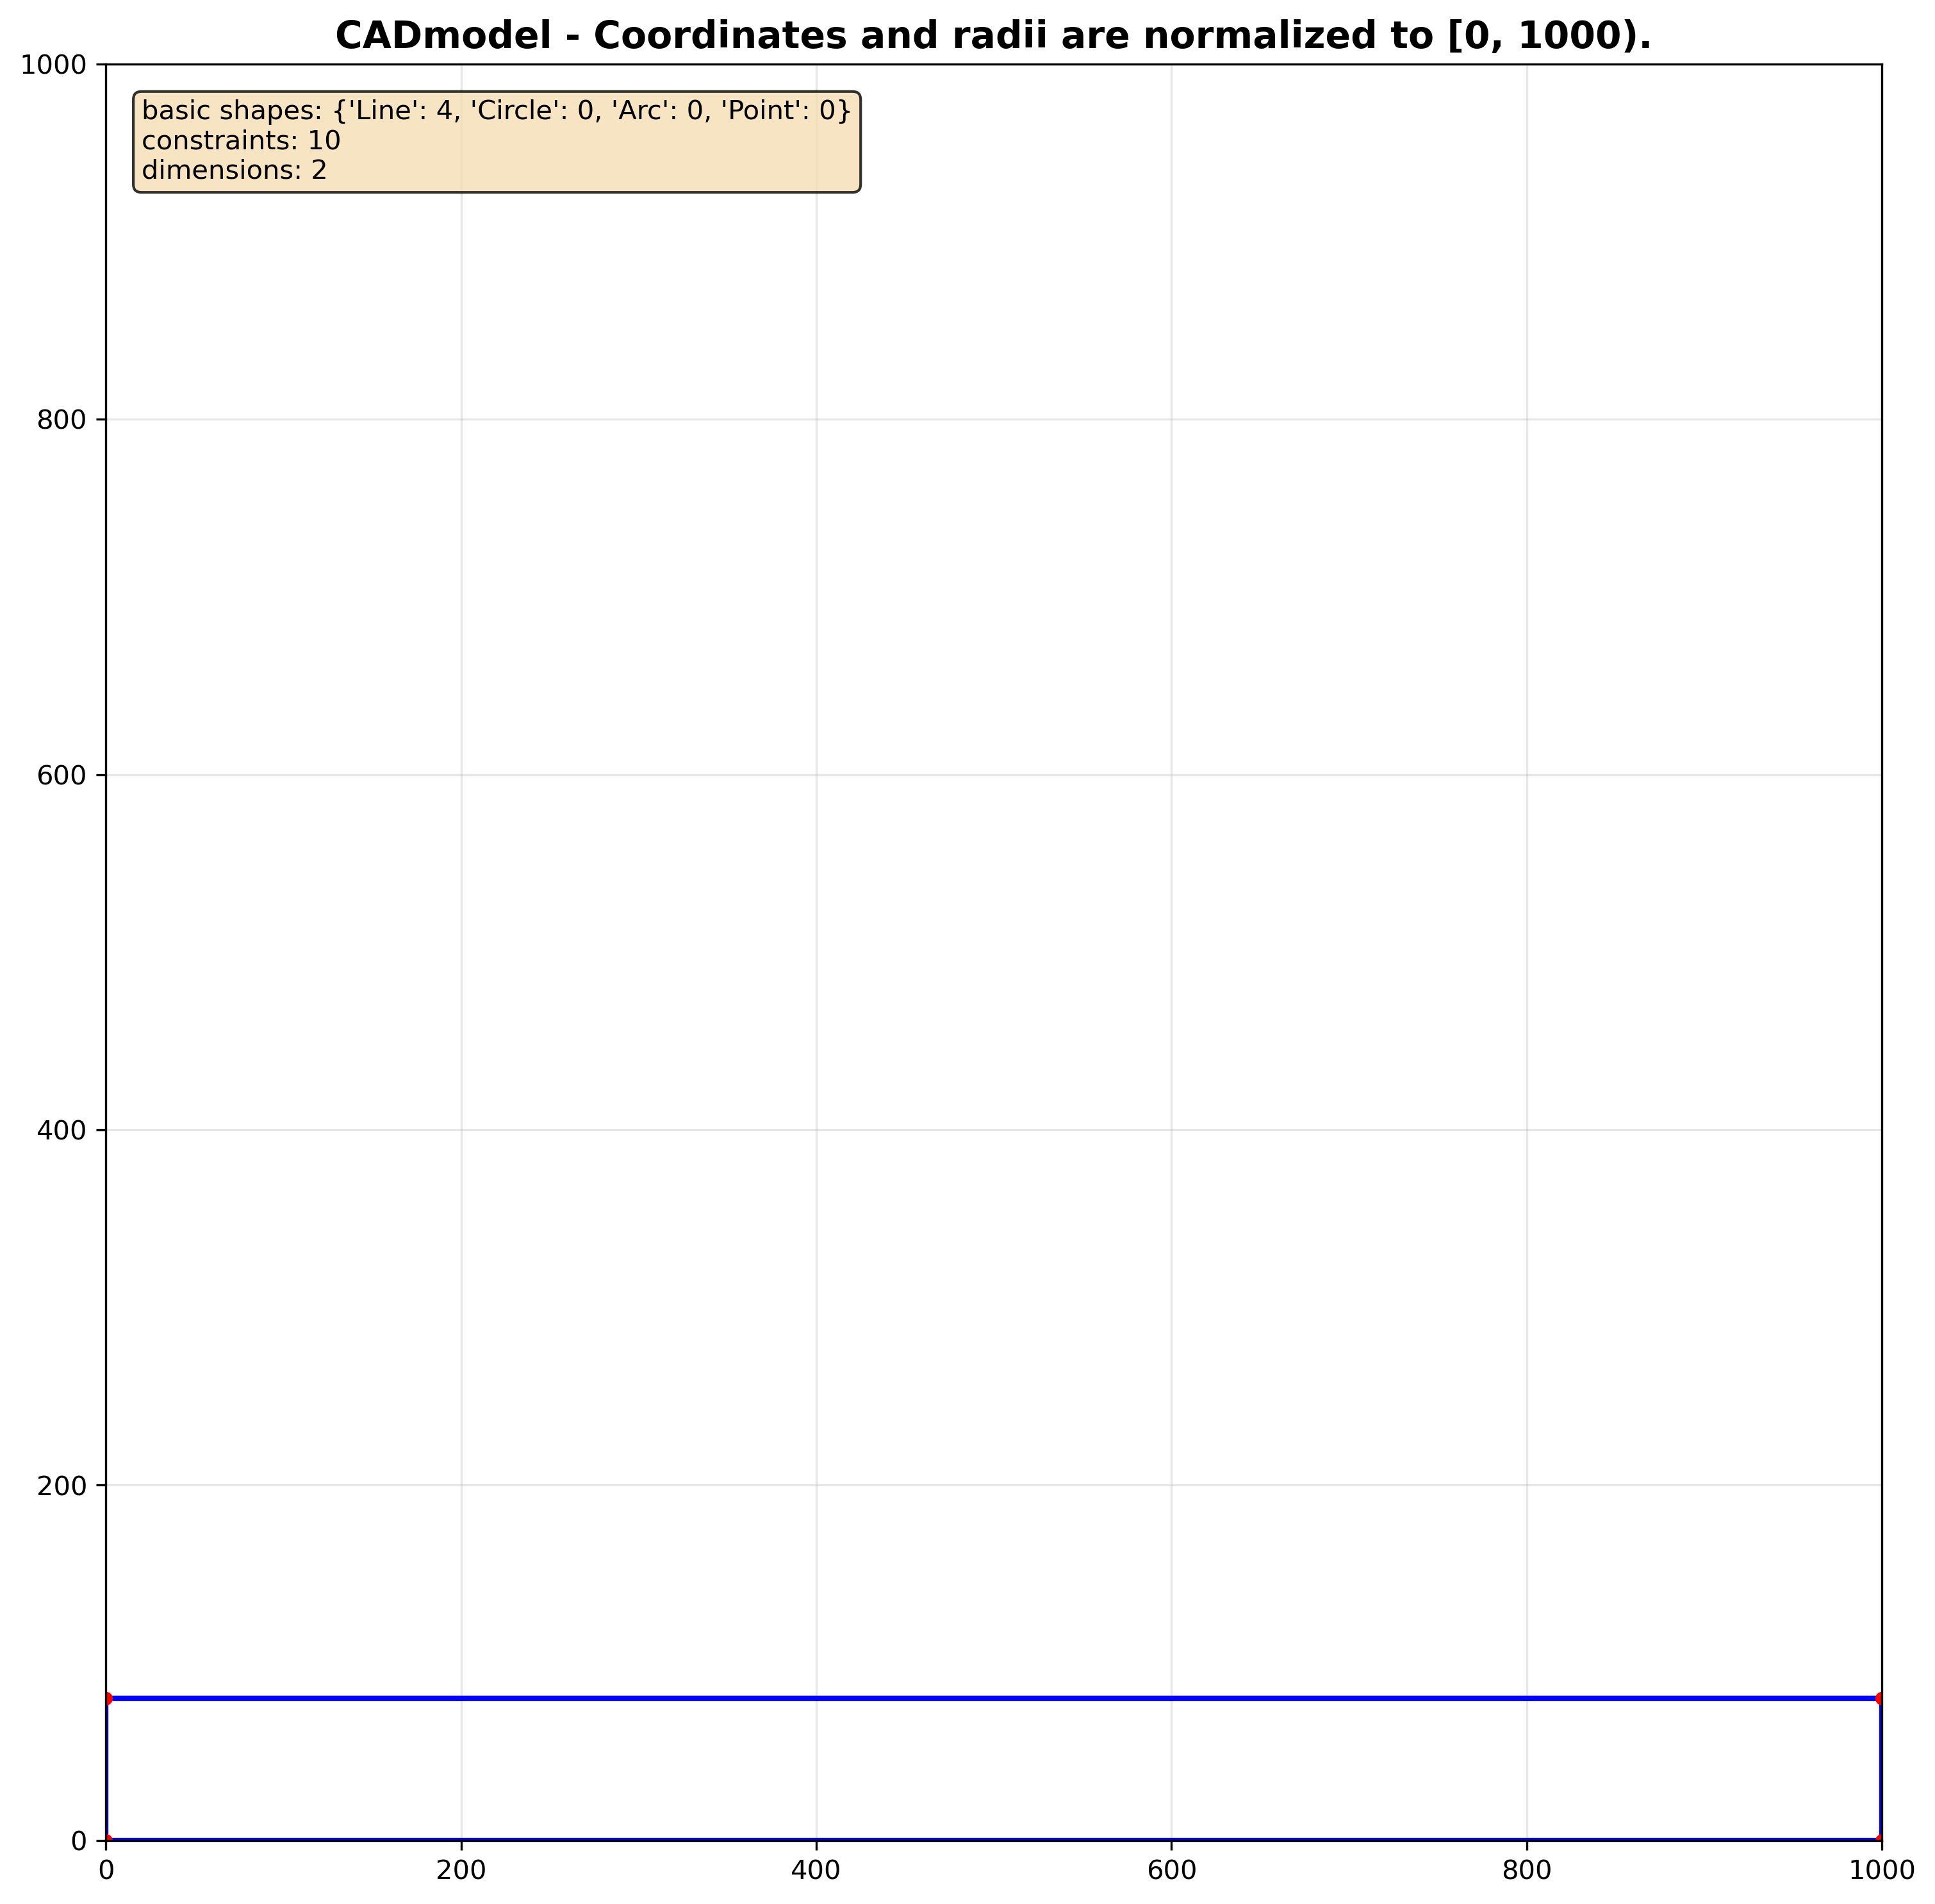 CADmodel - Coordinates and radii are normalized to [0, 1000).
basic shapes: {'Line': 4, 'Circle': 0, 'Arc': 0, 'Point': 0}
constraints: 10
dimensions: 2
1000
800
600
400
200
0
0 200 400 600 800 1000